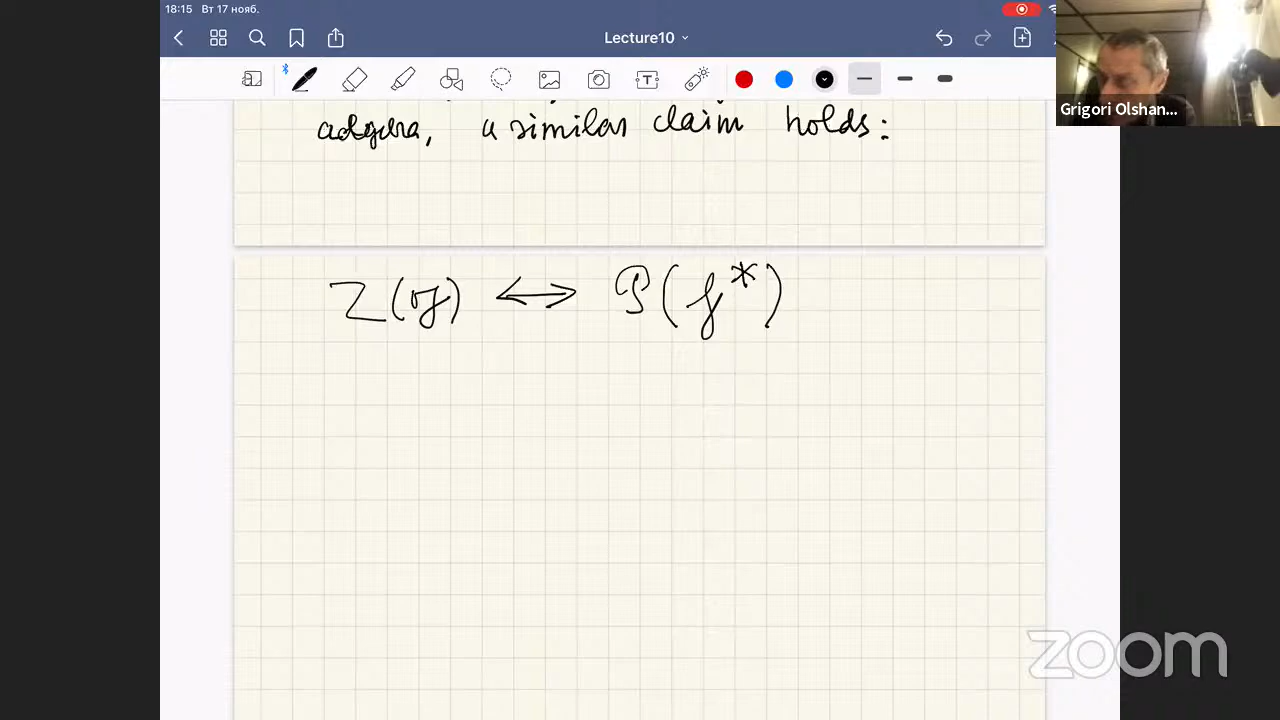 18:15 Вт 17 нояб.
Lecture10
Grigori Olshan...
algebra, a similar claim holds:
Z(𝔤) ⟷ P(𝔥*)
zoom